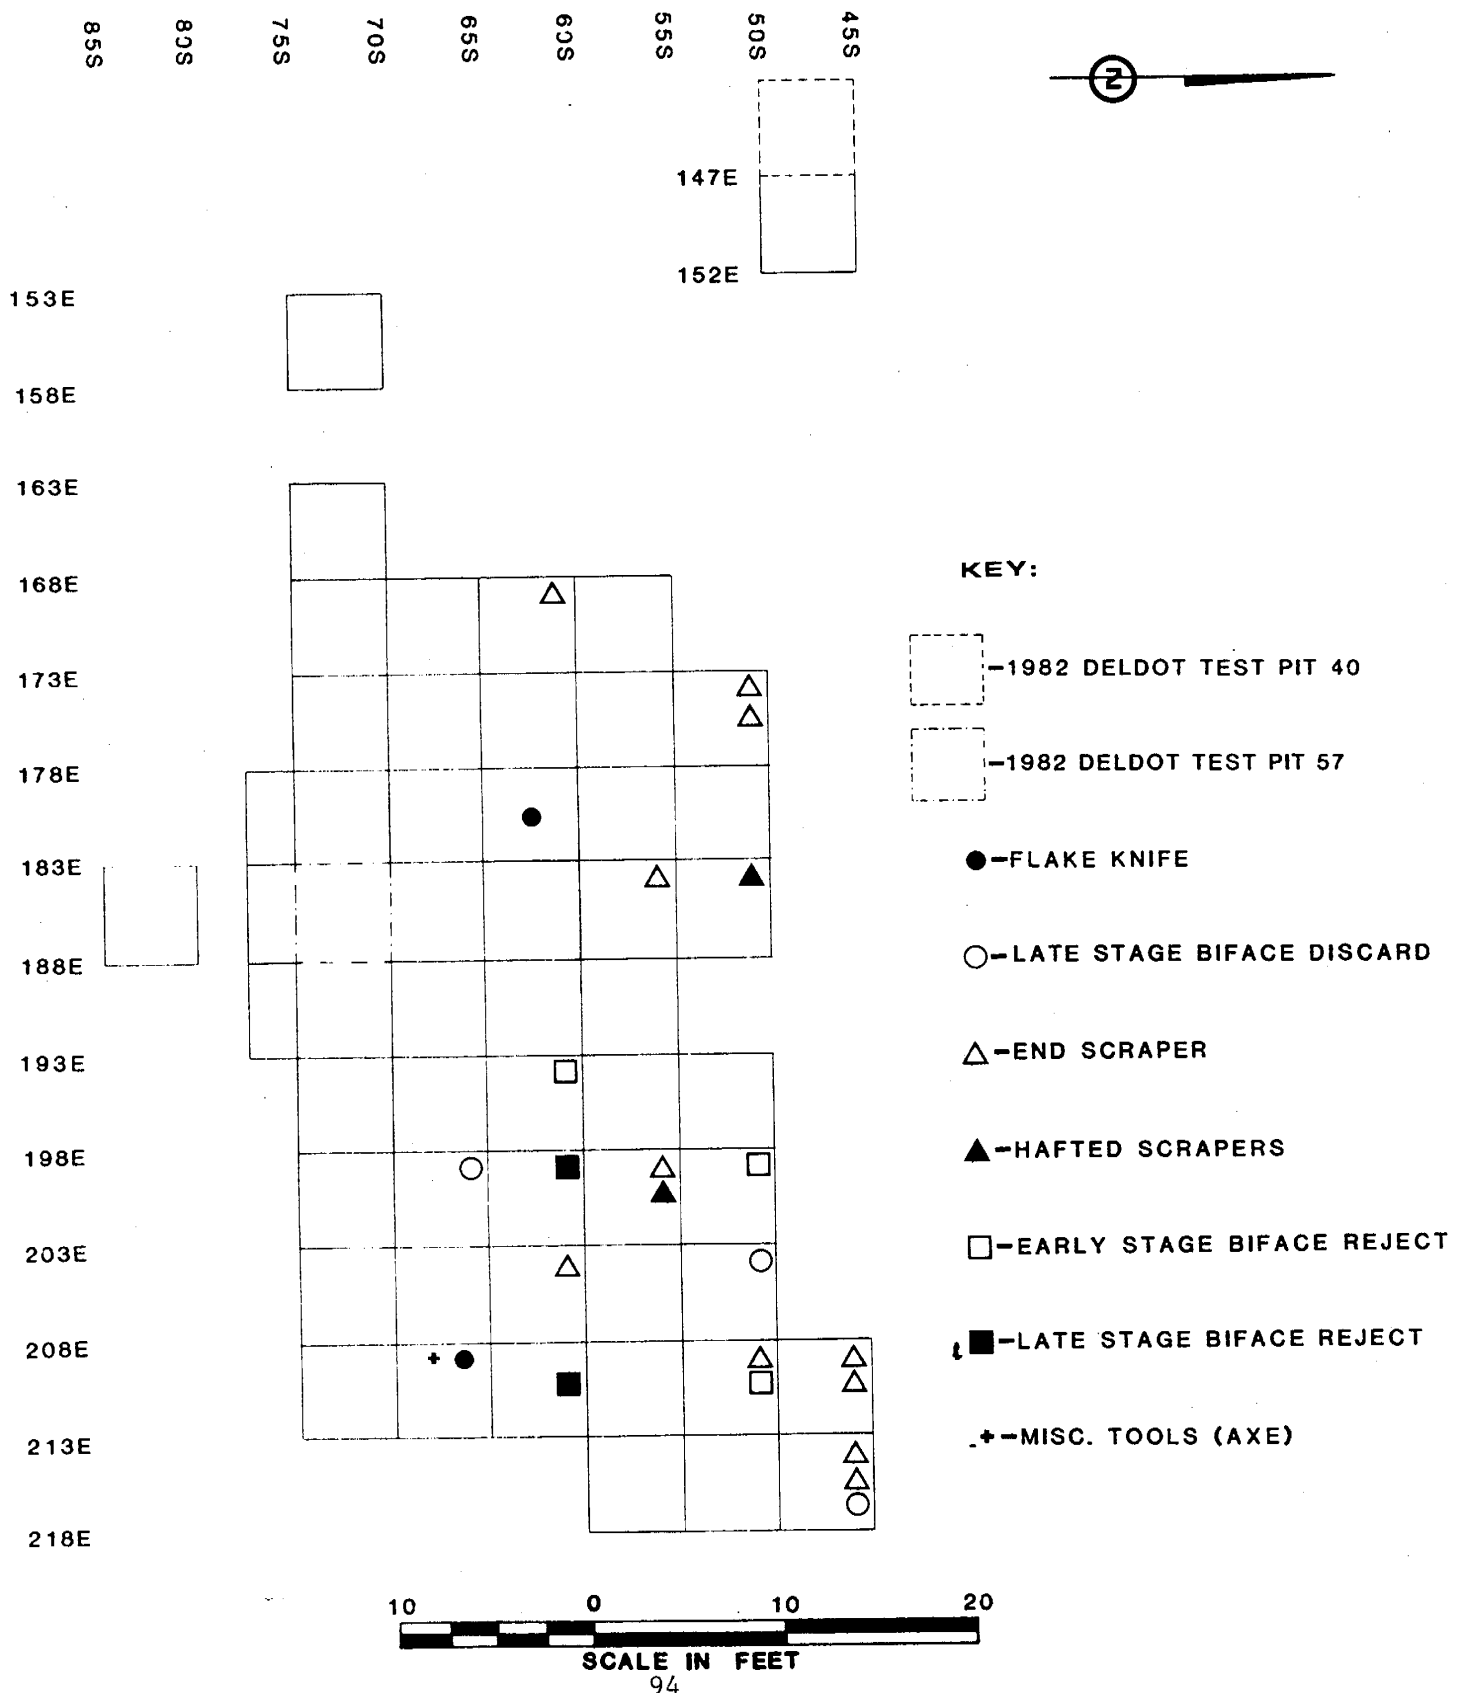 85S 80S 75S 70S 65S 60S 55S 50S 45S
N
147E
152E
153E
158E
163E
168E
173E
178E
183E
188E
193E
198E
203E
208E
213E
218E
KEY:
-1982 DELDOT TEST PIT 40
-1982 DELDOT TEST PIT 57
-FLAKE KNIFE
-LATE STAGE BIFACE DISCARD
-END SCRAPER
-HAFTED SCRAPERS
-EARLY STAGE BIFACE REJECT
-LATE STAGE BIFACE REJECT
+-MISC. TOOLS (AXE)
10 0 10 20
SCALE IN FEET
94